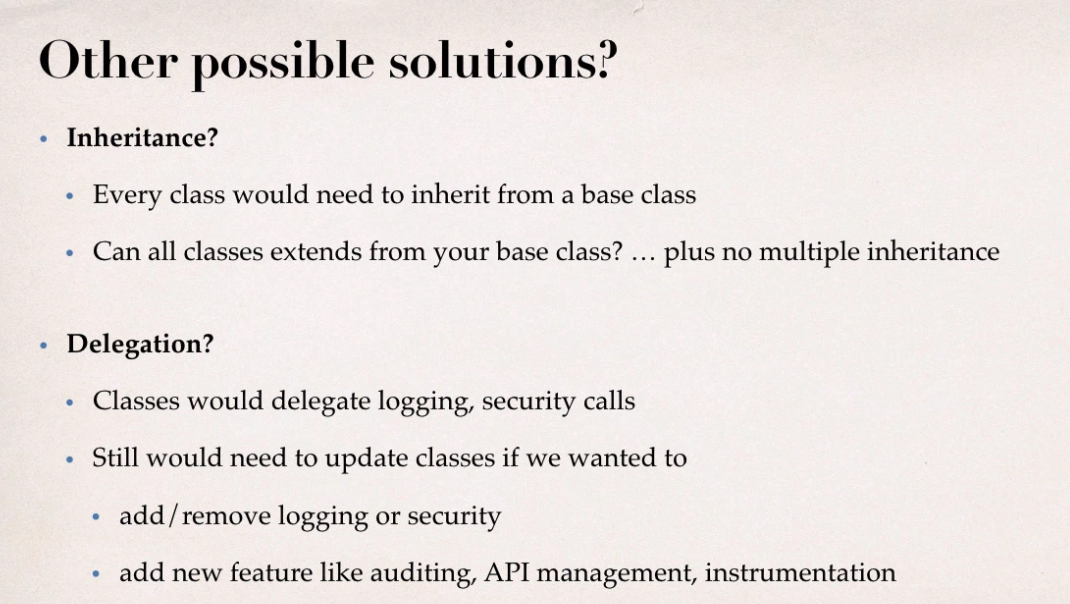 Other possible solutions?
• Inheritance?
• Every class would need to inherit from a base class
• Can all classes extends from your base class? … plus no multiple inheritance
• Delegation?
• Classes would delegate logging, security calls
• Still would need to update classes if we wanted to
• add/remove logging or security
• add new feature like auditing, API management, instrumentation